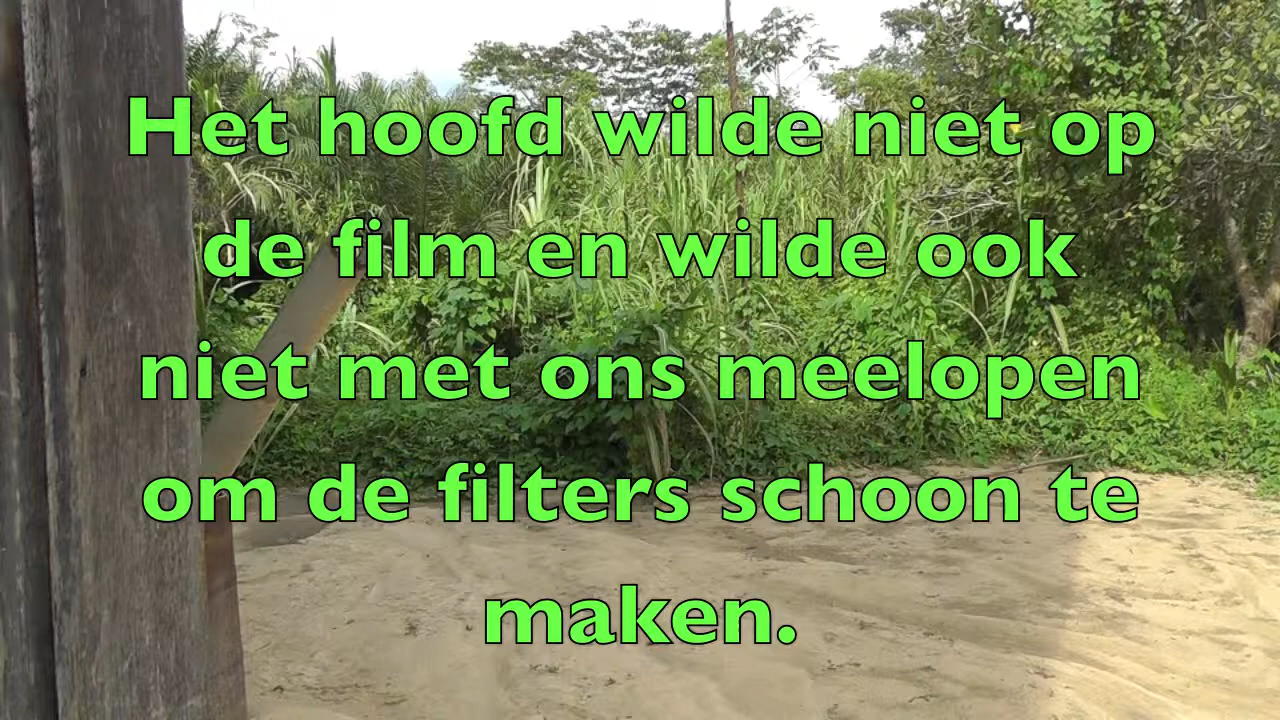 Het hoofd wilde niet op
de film en wilde ook
niet met ons meelopen
om de filters schoon te
maken.